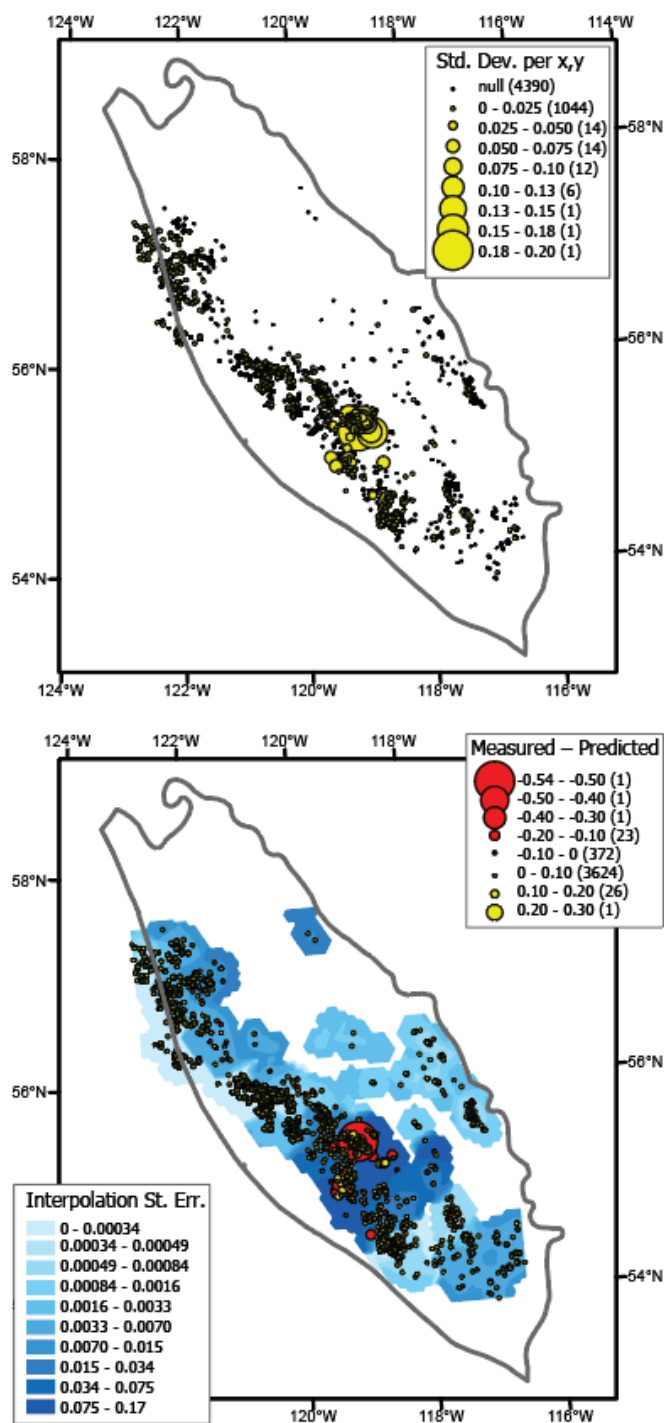 124°W 122°W 120°W 118°W 116°W 114°W
Std. Dev. per x,y
null (4390)
0 - 0.025 (1044)
0.025 - 0.050 (14)
0.050 - 0.075 (14)
0.075 - 0.10 (12)
0.10 - 0.13 (6)
0.13 - 0.15 (1)
0.15 - 0.18 (1)
0.18 - 0.20 (1)
58°N 58°N
56°N 56°N
54°N 54°N
124°W 122°W 120°W 118°W 116°W
124°W 122°W 120°W 118°W
Measured – Predicted
-0.54 - -0.50 (1)
-0.50 - -0.40 (1)
-0.40 - -0.30 (1)
-0.20 - -0.10 (23)
-0.10 - 0 (372)
0 - 0.10 (3624)
0.10 - 0.20 (26)
0.20 - 0.30 (1)
58°N
56°N 56°N
54°N
Interpolation St. Err.
0 - 0.00034
0.00034 - 0.00049
0.00049 - 0.00084
0.00084 - 0.0016
0.0016 - 0.0033
0.0033 - 0.0070
0.0070 - 0.015
0.015 - 0.034
0.034 - 0.075
0.075 - 0.17
120°W 118°W 116°W